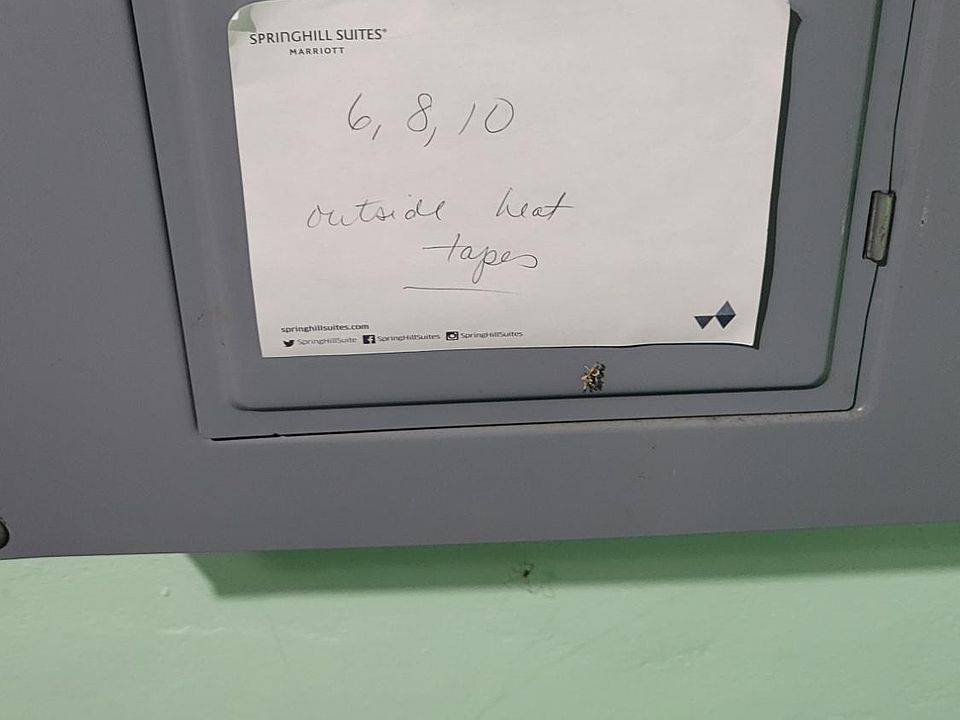 SPRINGHILL SUITES®
MARRIOTT
6, 8, 10
outside heat
tapes
springhillsuites.com
SpringHillSuite SpringHillSuites SpringHillSuites